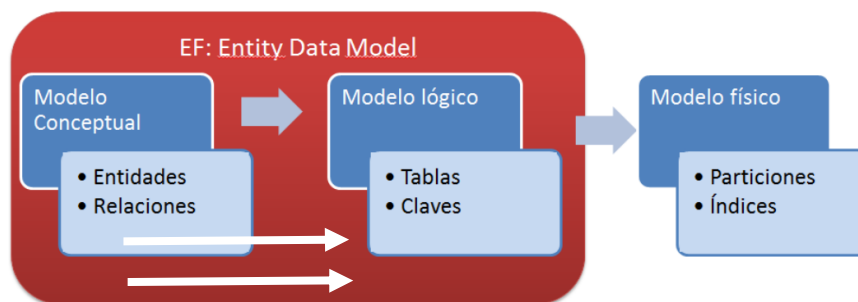 EF: Entity Data Model
Modelo
Conceptual
• Entidades
• Relaciones
Modelo lógico
• Tablas
• Claves
Modelo físico
• Particiones
• Índices